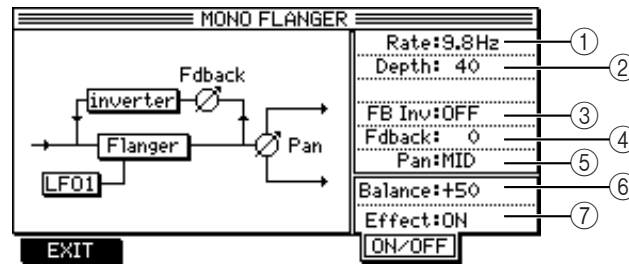 MONO FLANGER
Rate:9.8Hz
①
Depth: 40
②
Fdback
inverter
FB Inv:OFF
③
Fdback: 0
④
Flanger
Pan
Pan:MID
⑤
LFO1
Balance:+50
⑥
Effect:ON
⑦
EXIT
ON/OFF